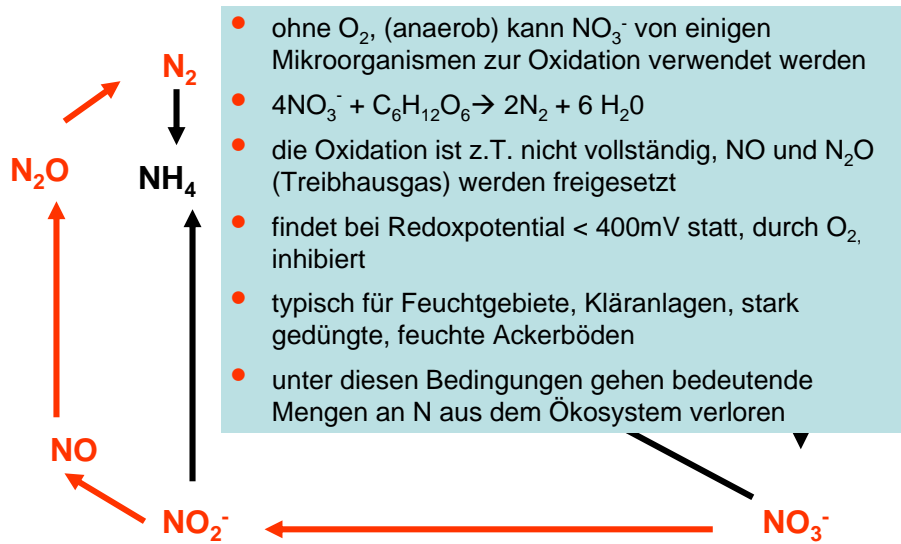 ohne O₂, (anaerob) kann NO₃⁻ von einigen
Mikroorganismen zur Oxidation verwendet werden
4NO₃⁻ + C₆H₁₂O₆→ 2N₂ + 6 H₂0
die Oxidation ist z.T. nicht vollständig, NO und N₂O
(Treibhausgas) werden freigesetzt
findet bei Redoxpotential < 400mV statt, durch O₂,
inhibiert
typisch für Feuchtgebiete, Kläranlagen, stark
gedüngte, feuchte Ackerböden
unter diesen Bedingungen gehen bedeutende
Mengen an N aus dem Ökosystem verloren
N₂
N₂O
NH₄
NO
NO₂⁻
NO₃⁻